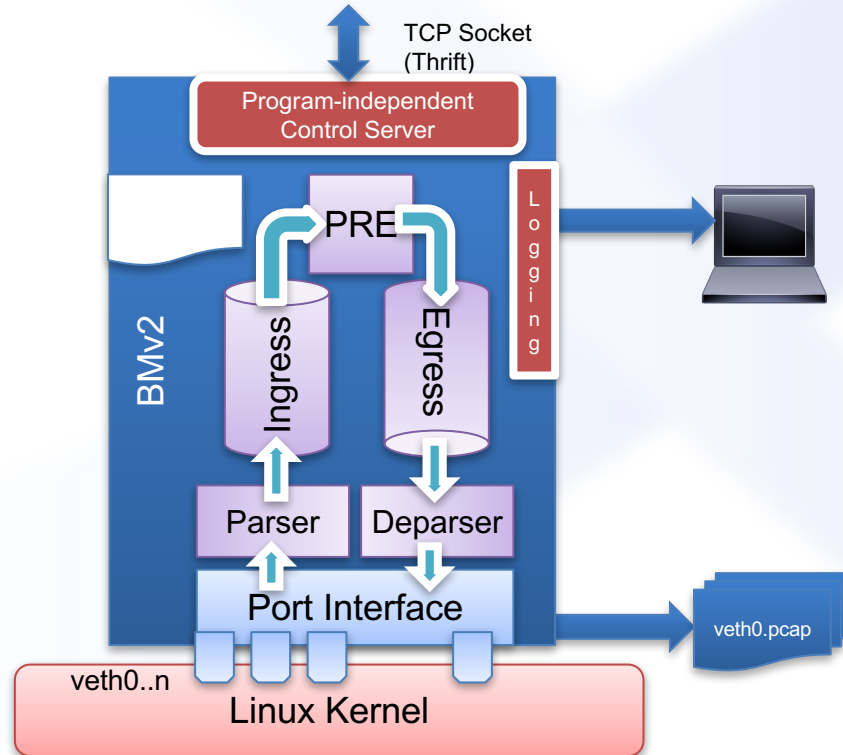 TCP Socket
(Thrift)
Program-independent
Control Server
PRE
Logging
BMv2
Ingress
Egress
Parser
Deparser
Port Interface
veth0.pcap
veth0..n
Linux Kernel